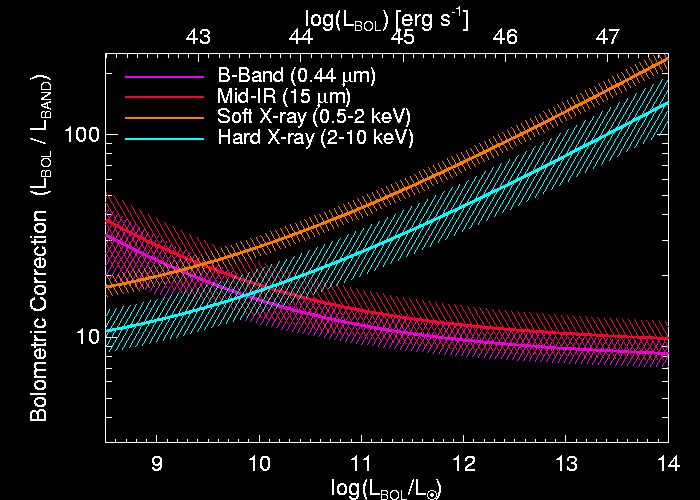 log(L_BOL) [erg s^-1]
43 44 45 46 47
B-Band (0.44 μm)
Mid-IR (15 μm)
Soft X-ray (0.5-2 keV)
Hard X-ray (2-10 keV)
Bolometric Correction (L_BOL / L_BAND)
100
10
9 10 11 12 13 14
log(L_BOL/L_⊙)